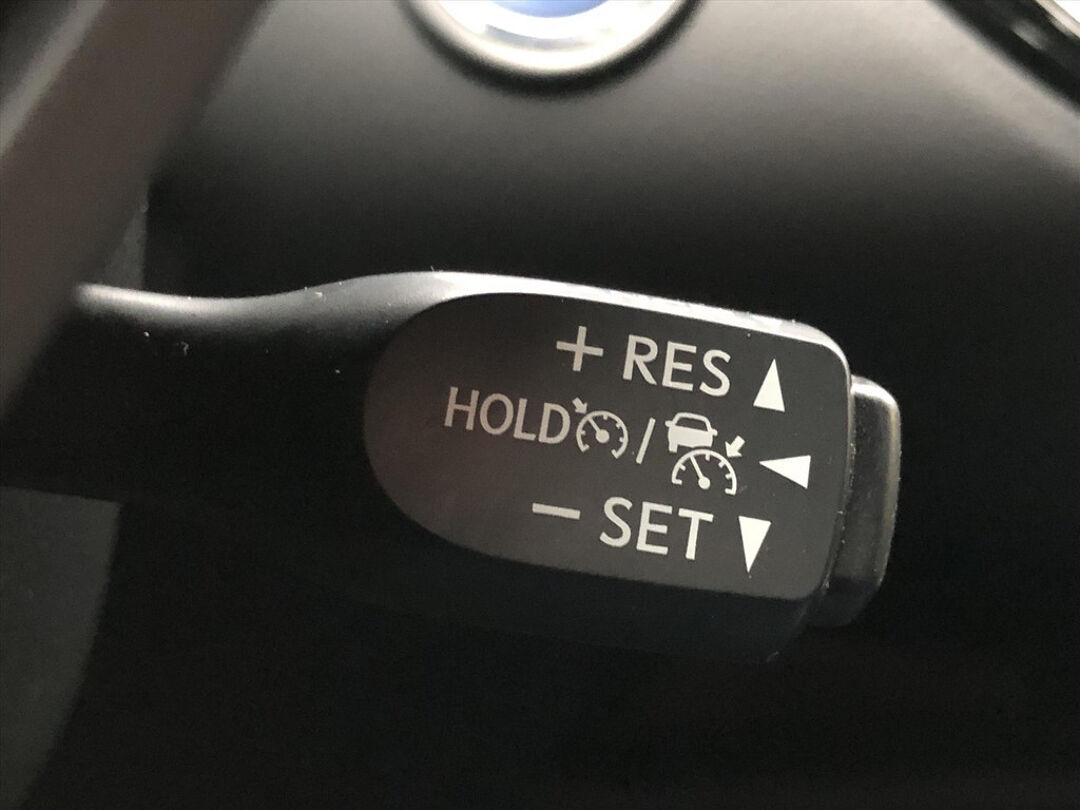 + RES
HOLD /
− SET